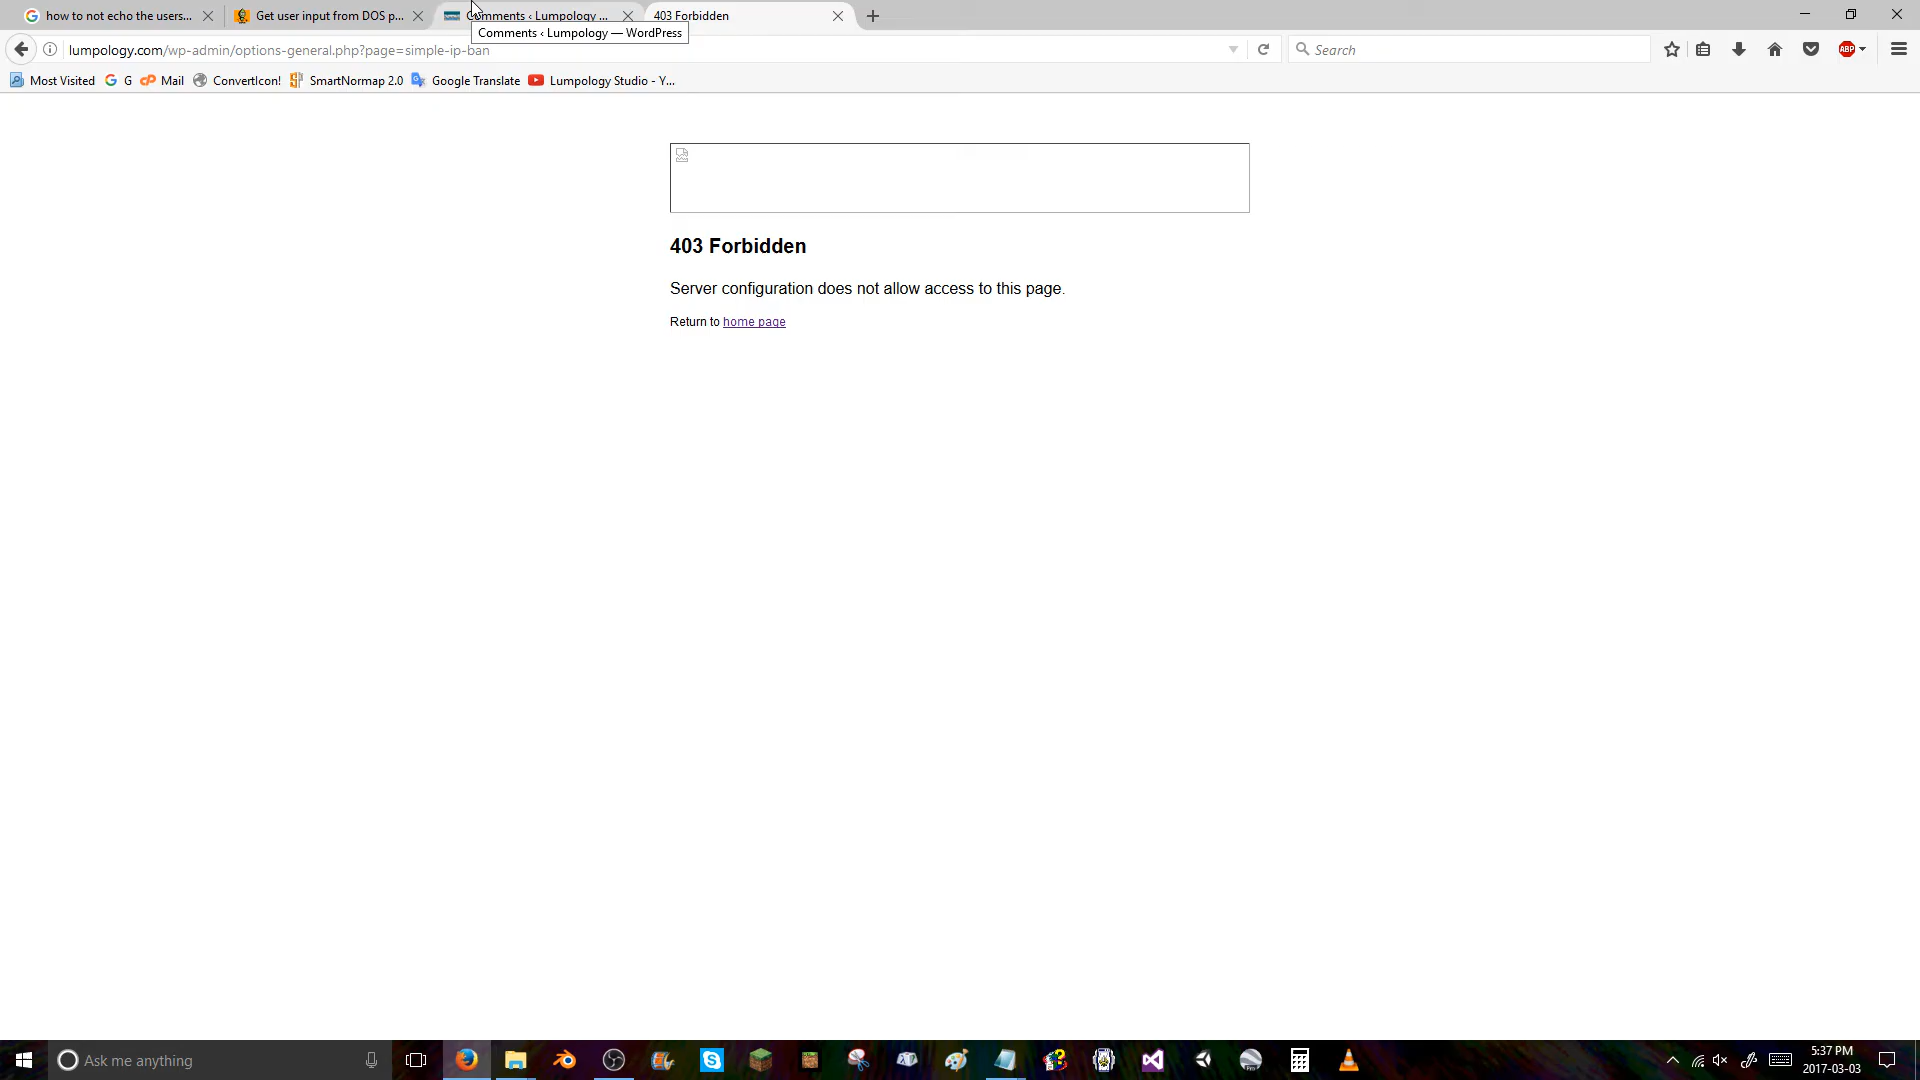 how to not echo the users...
Get user input from DOS p...
Comments ‹ Lumpology ...
403 Forbidden
Comments ‹ Lumpology — WordPress
lumpology.com/wp-admin/options-general.php?page=simple-ip-ban
Search
ABP
Most Visited
G
Mail
ConvertIcon!
SmartNormap 2.0
Google Translate
Lumpology Studio - Y...
403 Forbidden
Server configuration does not allow access to this page.
Return to home page
Ask me anything
5:37 PM
2017-03-03